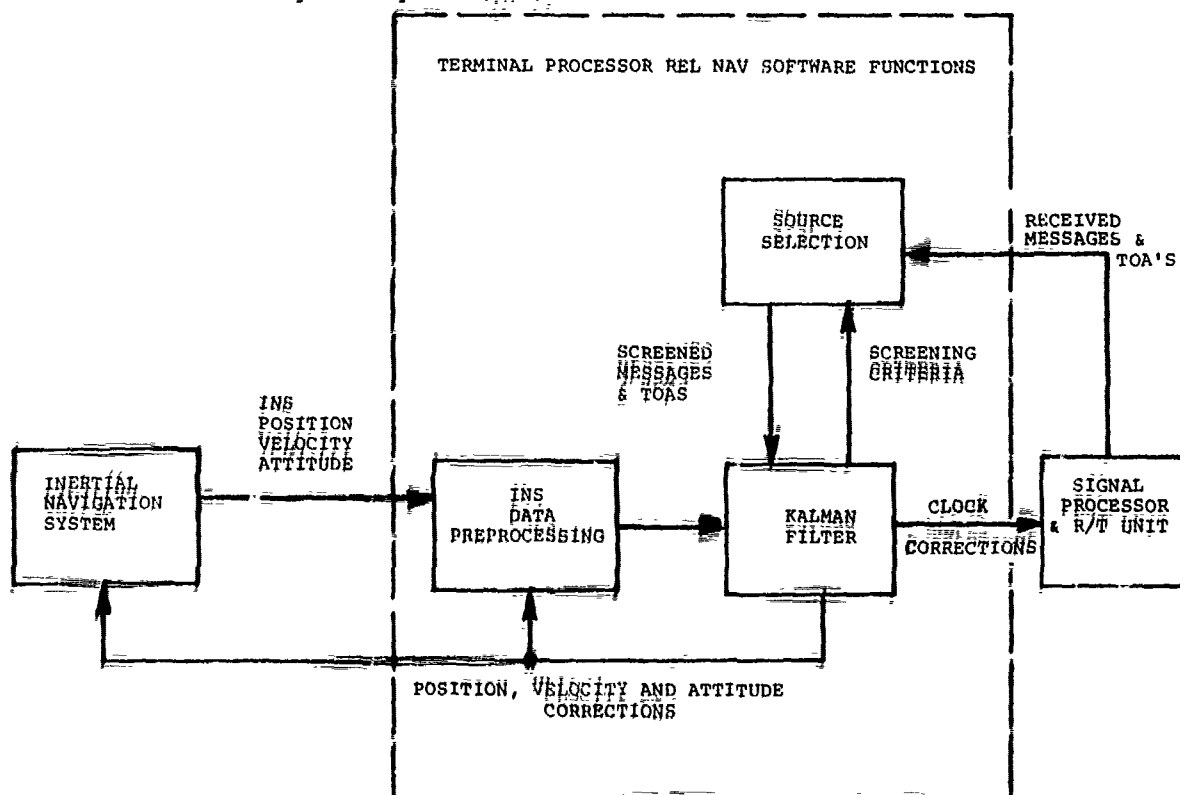 TERMINAL PROCESSOR REL NAV SOFTWARE FUNCTIONS
SOURCE
SELECTION
RECEIVED
MESSAGES &
TOA'S
SCREENED
MESSAGES
& TOAS
SCREENING
CRITERIA
INS
POSITION
VELOCITY
ATTITUDE
INERTIAL
NAVIGATION
SYSTEM
INS
DATA
PREPROCESSING
KALMAN
FILTER
CLOCK
CORRECTIONS
SIGNAL
PROCESSOR
& R/T UNIT
POSITION, VELOCITY AND ATTITUDE
CORRECTIONS